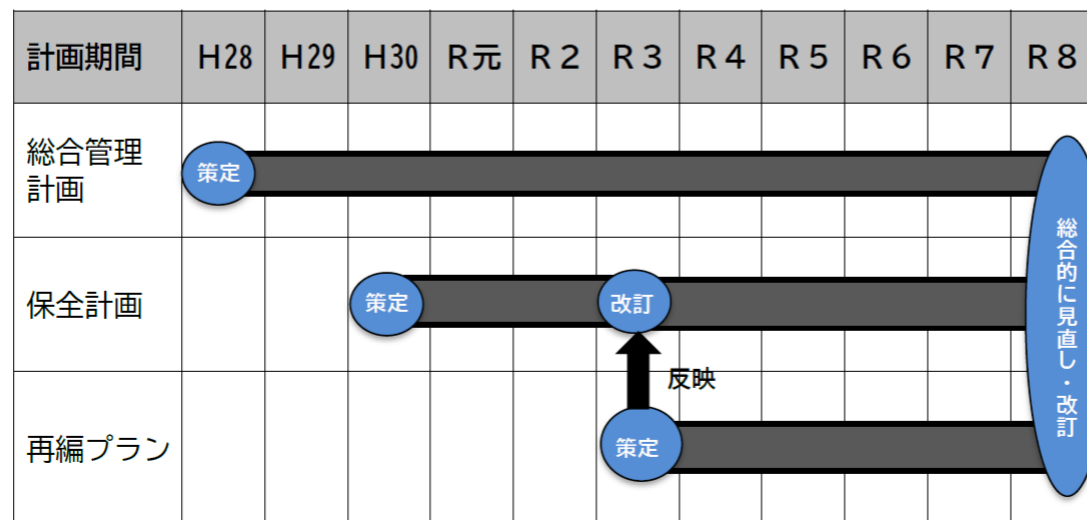 計画期間 H28 H29 H30 R元 R2 R3 R4 R5 R6 R7 R8
総合管理
計画
策定
保全計画
策定
改訂
反映
再編プラン
策定
総合的に見直し・改訂